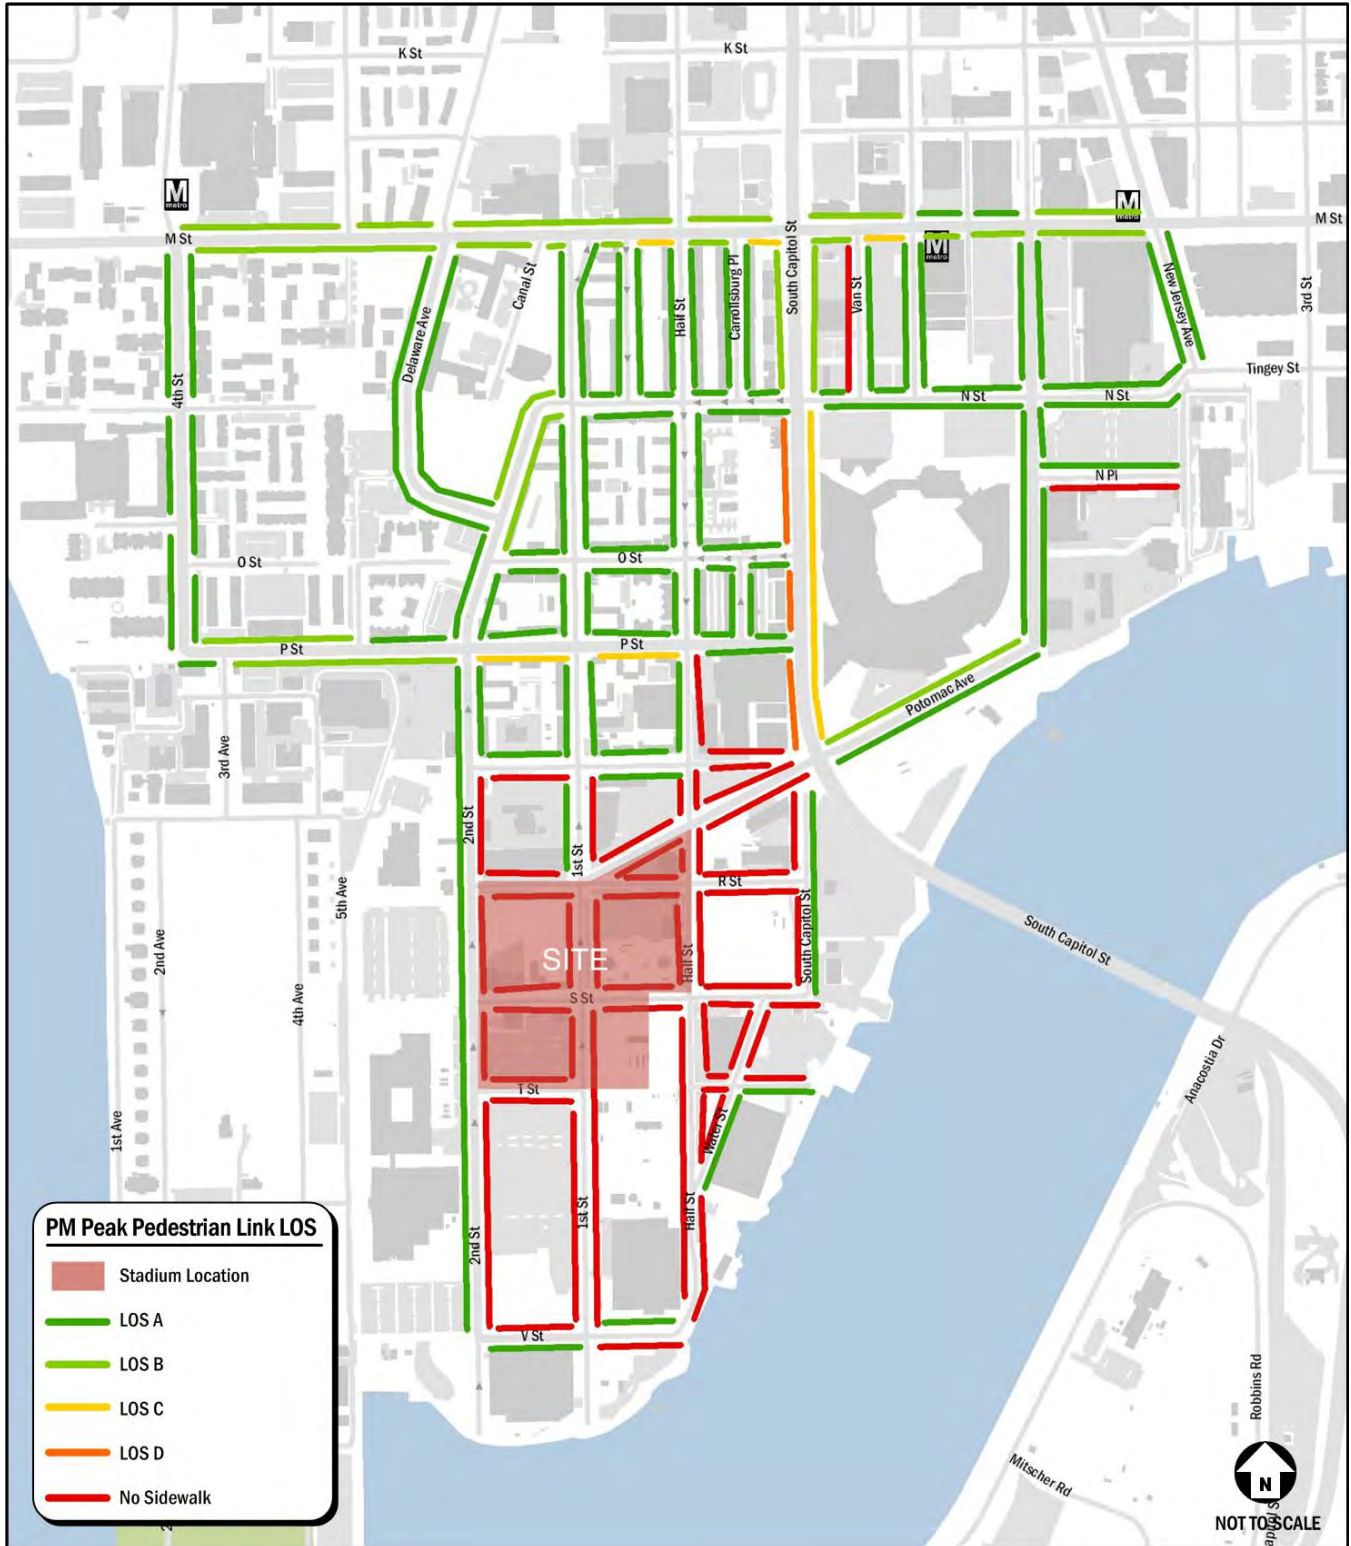 K St
K St
M
metro
M
metro
M St
M St
M
metro
South Capitol St
Canal St
Half St
Carrollsburg Pl
Van St
New Jersey Ave
3rd St
Delaware Ave
4th St
Tingey St
N St
N St
N Pl
O St
O St
P St
P St
Potomac Ave
3rd Ave
2nd St
1st St
5th Ave
R St
South Capitol St
South Capitol St
2nd Ave
SITE
Half St
4th Ave
S St
Anacostia Dr
T St
1st Ave
Water St
2nd St
1st St
Half St
V St
Robbins Rd
Mitscher Rd
PM Peak Pedestrian Link LOS
Stadium Location
LOS A
LOS B
LOS C
LOS D
No Sidewalk
N
NOT TO SCALE